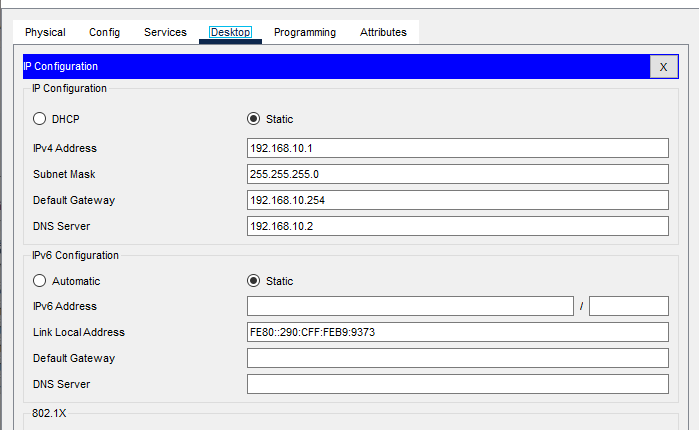 Physical Config Services Desktop Programming Attributes
IP Configuration X
IP Configuration
DHCP Static
IPv4 Address 192.168.10.1
Subnet Mask 255.255.255.0
Default Gateway 192.168.10.254
DNS Server 192.168.10.2
IPv6 Configuration
Automatic Static
IPv6 Address /
Link Local Address FE80::290:CFF:FEB9:9373
Default Gateway
DNS Server
802.1X